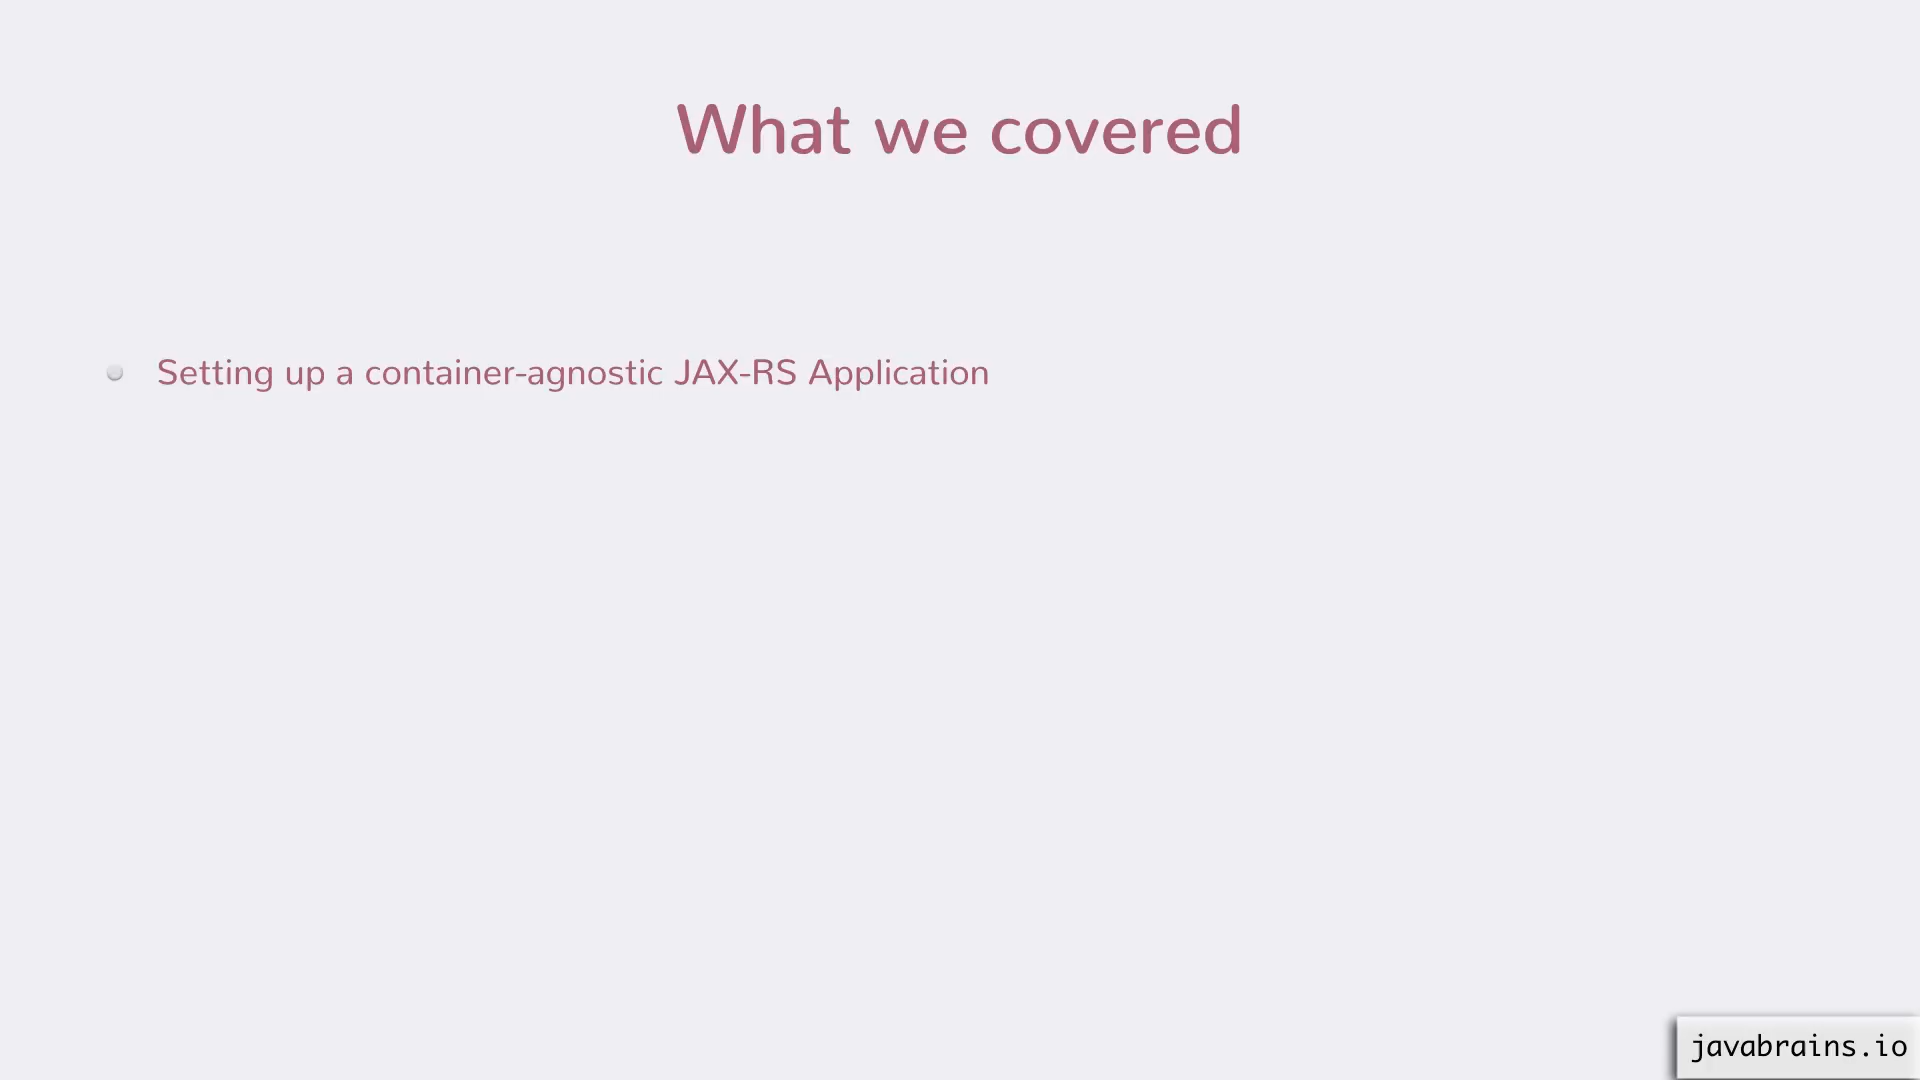 What we covered
Setting up a container-agnostic JAX-RS Application
javabrains.io